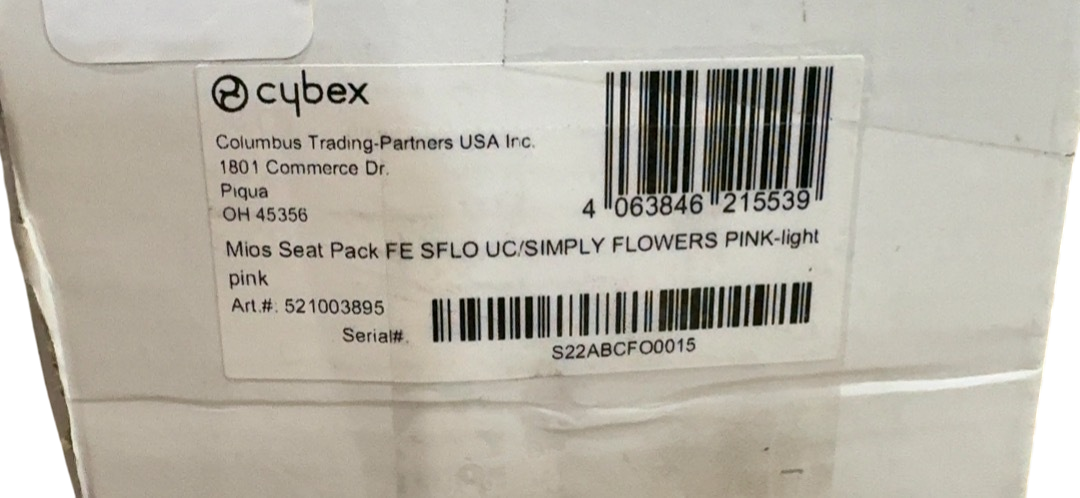 cybex
Columbus Trading-Partners USA Inc.
1801 Commerce Dr.
Piqua
OH 45356
4 063846 215539
Mios Seat Pack FE SFLO UC/SIMPLY FLOWERS PINK-light
pink
Art.#: 521003895
Serial#.
S22ABCFO0015